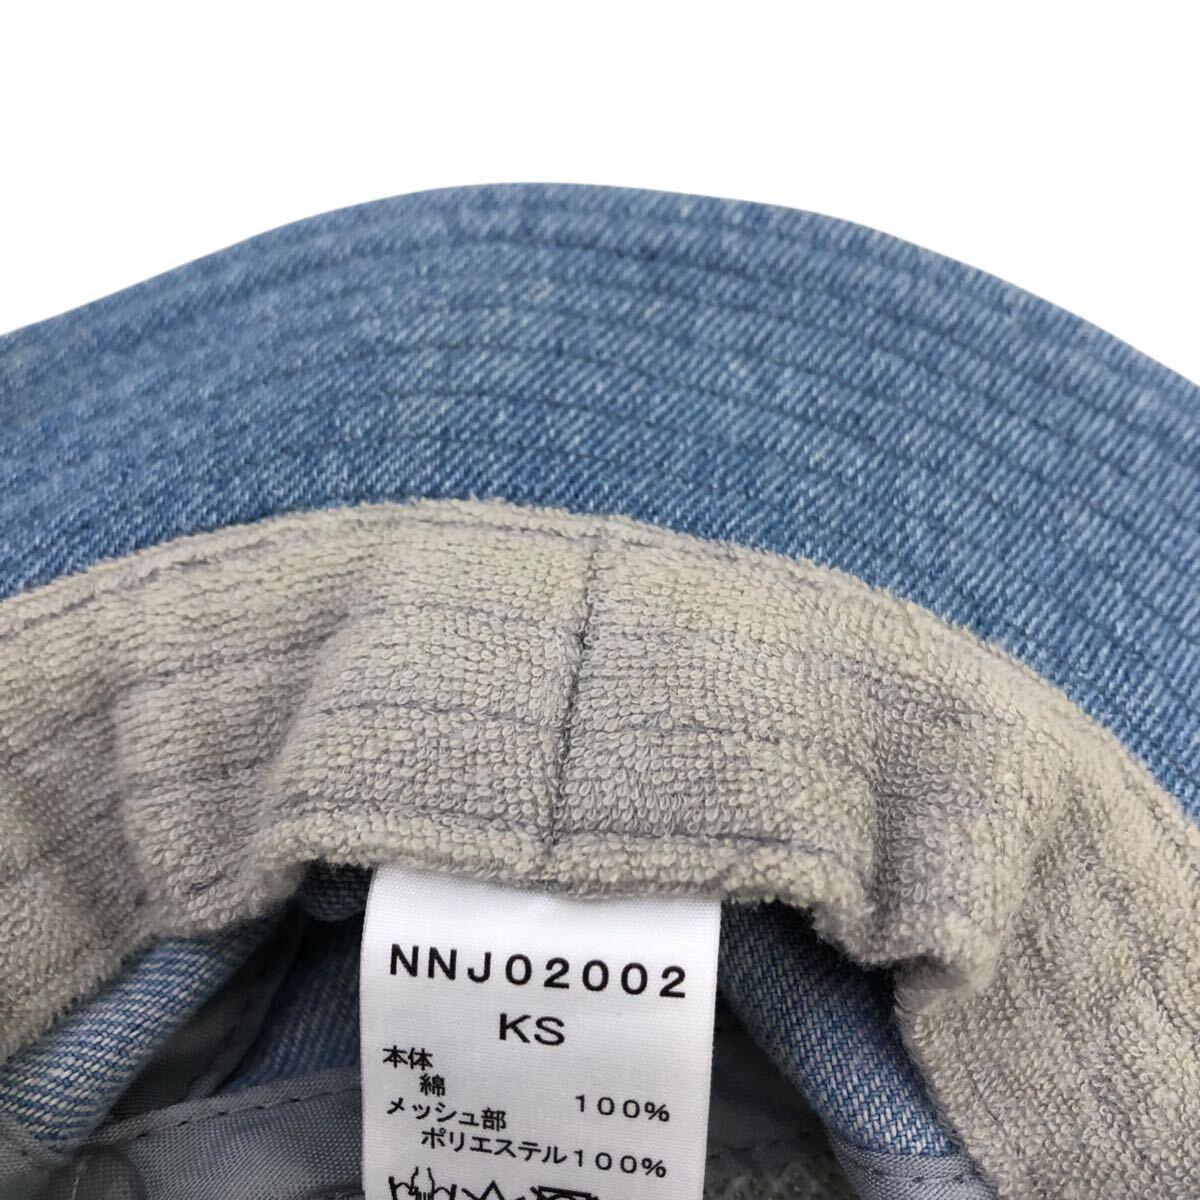 NNJ02002
KS
本体
綿 100%
メッシュ部
ポリエステル100%